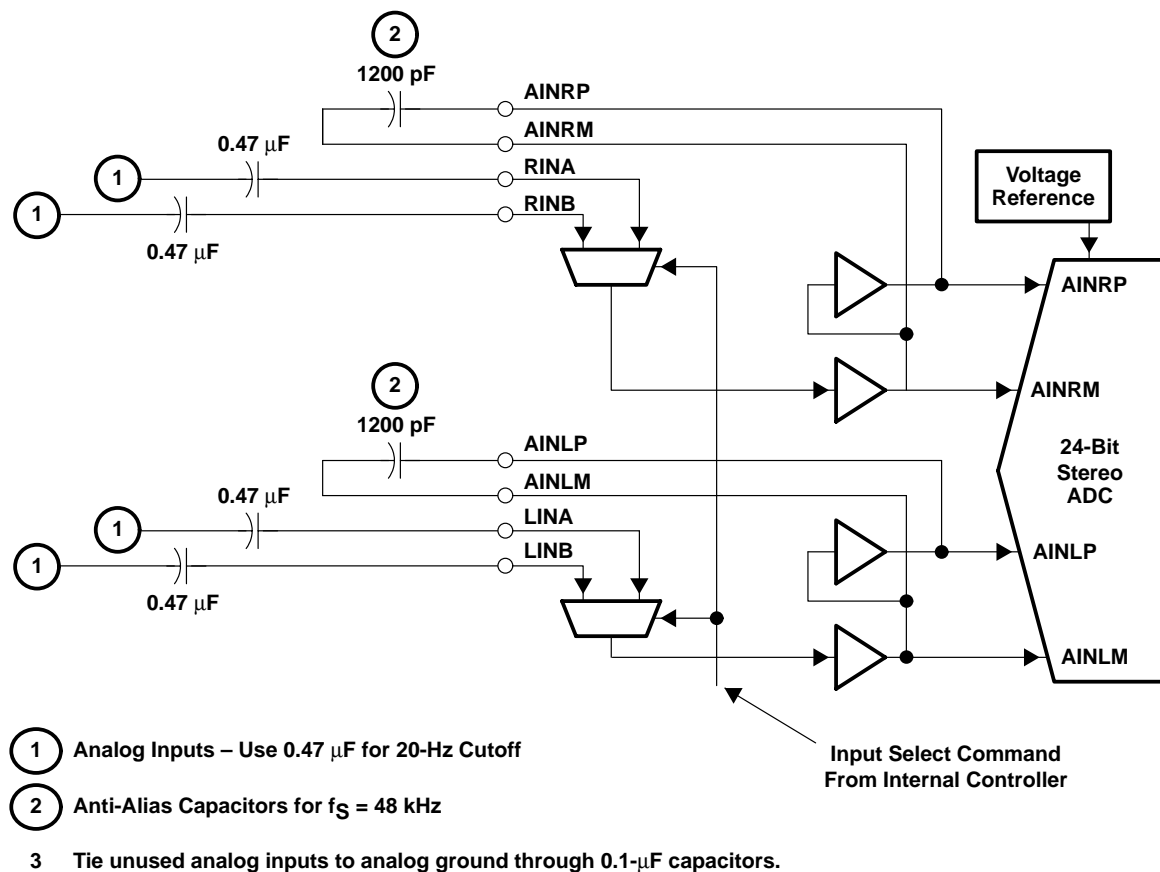 2
1200 pF
AINRP
AINRM
0.47 μF
1
RINA
1
RINB
0.47 μF
Voltage
Reference
AINRP
2
1200 pF
AINRM
AINLP
AINLM
24-Bit
Stereo
ADC
0.47 μF
1
LINA
1
LINB
0.47 μF
AINLP
AINLM
1 Analog Inputs – Use 0.47 μF for 20-Hz Cutoff
Input Select Command
From Internal Controller
2 Anti-Alias Capacitors for fS = 48 kHz
3 Tie unused analog inputs to analog ground through 0.1-μF capacitors.